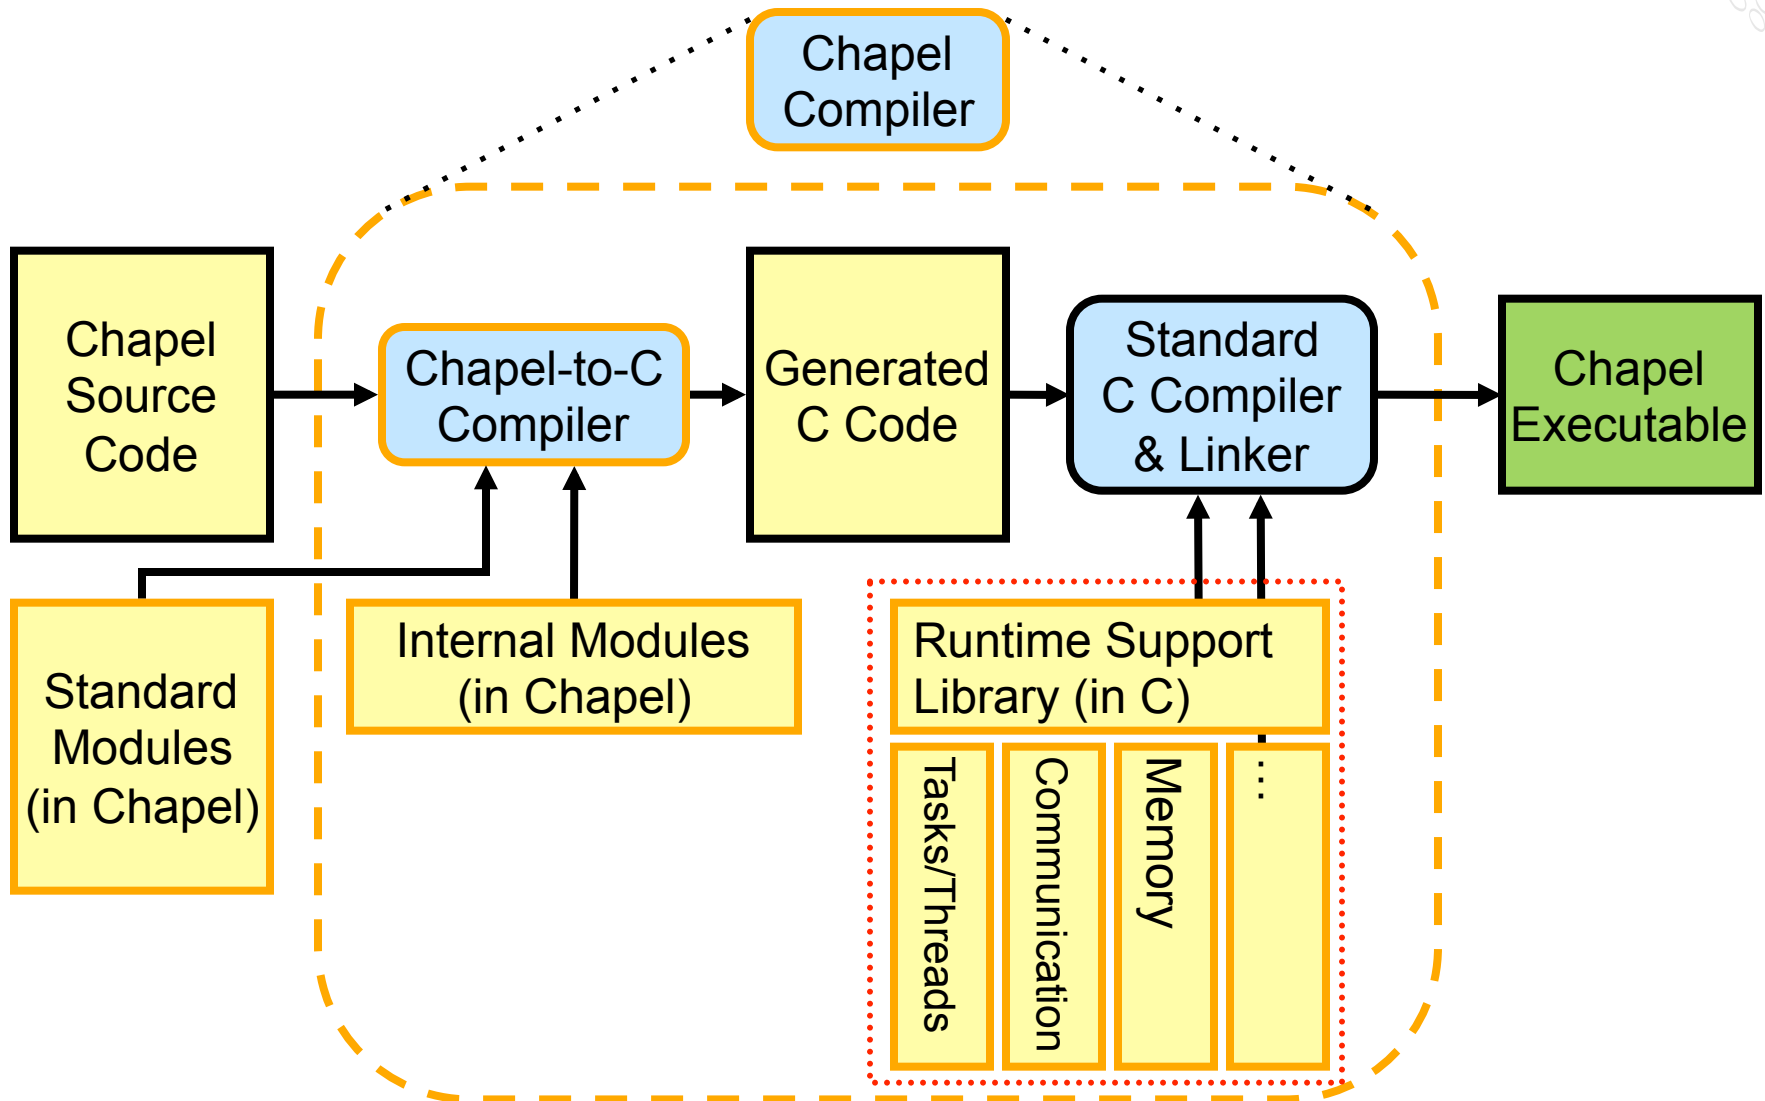 Chapel
Compiler
Chapel
Source
Code
Chapel-to-C
Compiler
Generated
C Code
Standard
C Compiler
& Linker
Chapel
Executable
Standard
Modules
(in Chapel)
Internal Modules
(in Chapel)
Runtime Support
Library (in C)
Tasks/Threads
Communication
Memory
...